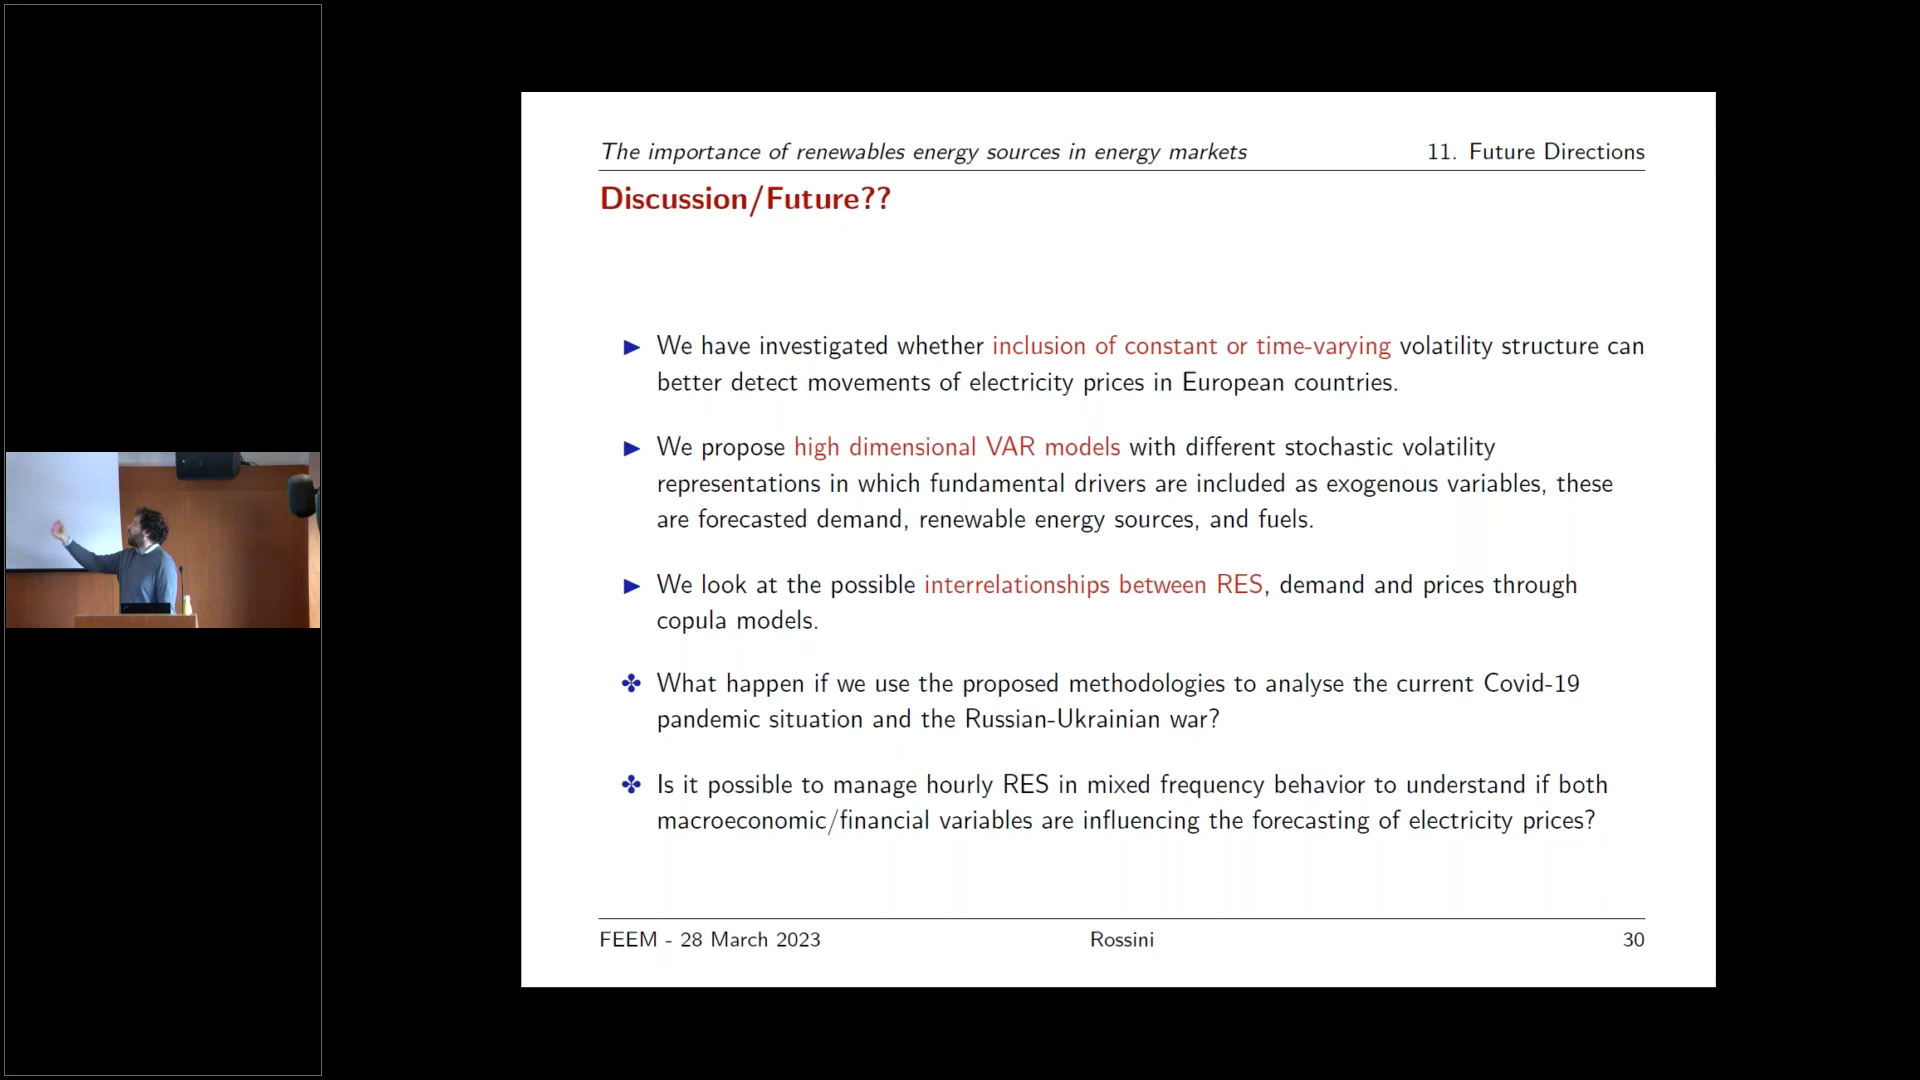 The importance of renewables energy sources in energy markets 11. Future Directions
Discussion/Future??
We have investigated whether inclusion of constant or time-varying volatility structure can
better detect movements of electricity prices in European countries.
We propose high dimensional VAR models with different stochastic volatility
representations in which fundamental drivers are included as exogenous variables, these
are forecasted demand, renewable energy sources, and fuels.
We look at the possible interrelationships between RES, demand and prices through
copula models.
What happen if we use the proposed methodologies to analyse the current Covid-19
pandemic situation and the Russian-Ukrainian war?
Is it possible to manage hourly RES in mixed frequency behavior to understand if both
macroeconomic/financial variables are influencing the forecasting of electricity prices?
FEEM - 28 March 2023 Rossini 30